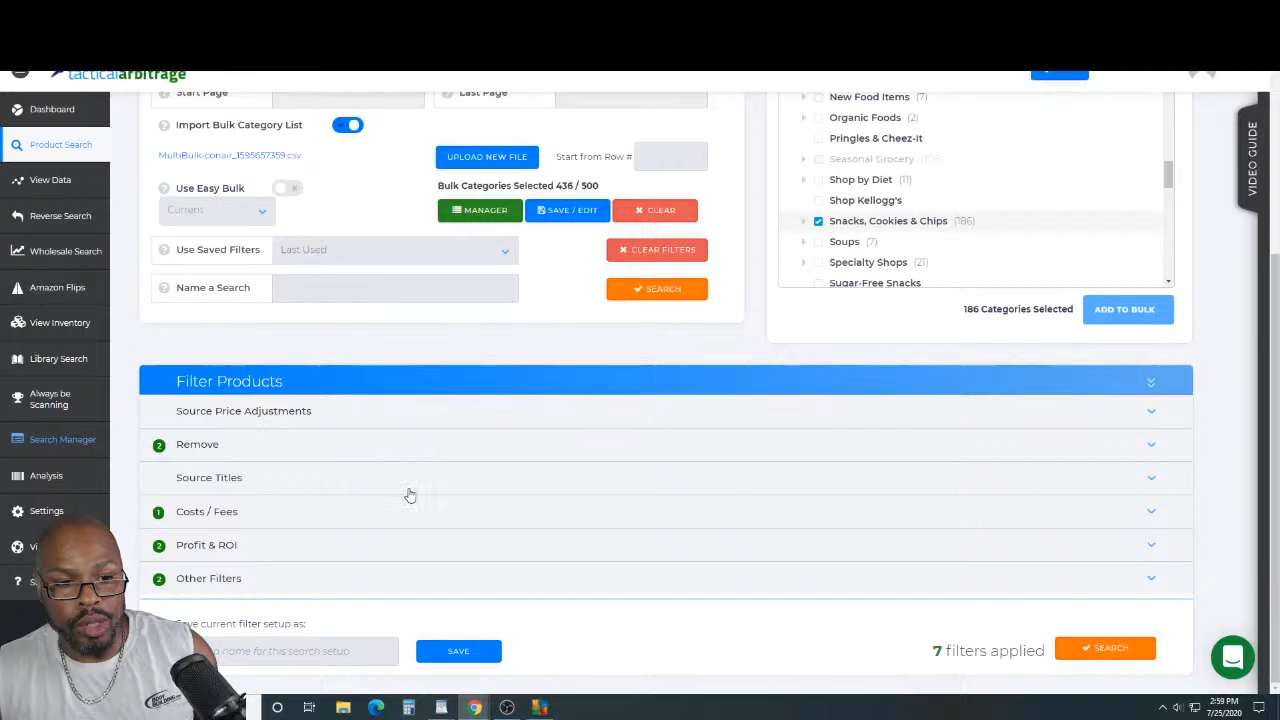 tacticalarbitrage
Start Page
Last Page
Import Bulk Category List
MultiBulk-conair_1595657359.csv
UPLOAD NEW FILE
Start from Row #
Use Easy Bulk
Bulk Categories Selected 436 / 500
Current
MANAGER
SAVE / EDIT
CLEAR
Use Saved Filters
Last Used
CLEAR FILTERS
Name a Search
SEARCH
New Food Items (7)
Organic Foods (2)
Pringles & Cheez-It
Seasonal Grocery
Shop by Diet (11)
Shop Kellogg's
Snacks, Cookies & Chips (186)
Soups (7)
Specialty Shops (21)
Sugar-Free Snacks
186 Categories Selected
ADD TO BULK
VIDEO GUIDE
Dashboard
Product Search
View Data
Reverse Search
Wholesale Search
Amazon Flips
View Inventory
Library Search
Always be
Scanning
Search Manager
Analysis
Settings
Filter Products
Source Price Adjustments
2 Remove
Source Titles
1 Costs / Fees
2 Profit & ROI
2 Other Filters
Save current filter setup as:
a name for this search setup.
SAVE
7 filters applied
SEARCH
2:59 PM
7/25/2020